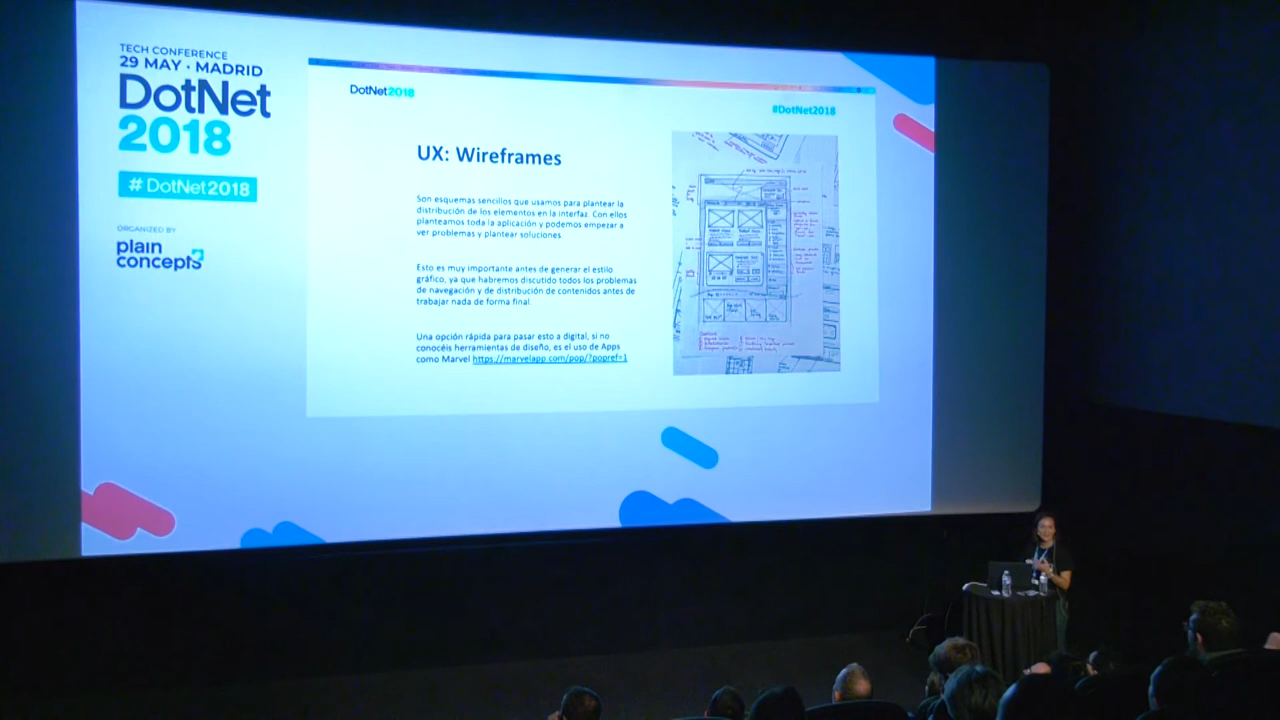 TECH CONFERENCE
29 MAY · MADRID
DotNet
2018
# DotNet2018
ORGANIZED BY
plain
concepts
DotNet2018
#DotNet2018
UX: Wireframes
Son esquemas sencillos que usamos para plantear la
distribución de los elementos en la interfaz. Con ellos
planteamos toda la aplicación y podemos empezar a
ver problemas y plantear soluciones.
Esto es muy importante antes de generar el estilo
gráfico, ya que habremos discutido todos los problemas
de navegación y de distribución de contenidos antes de
trabajar nada de forma final.
Una opción rápida para pasar esto a digital, si no
conocéis herramientas de diseño, es el uso de Apps
como Marvel https://marvelapp.com/pop/?popref=1